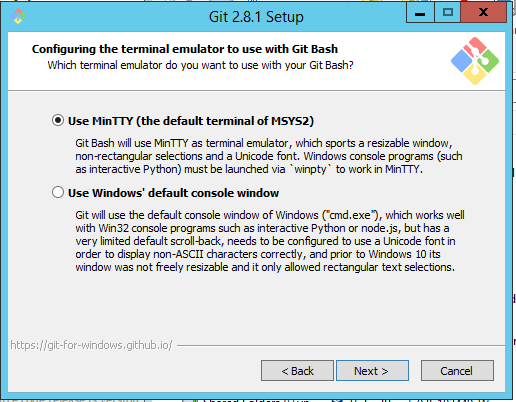 Git 2.8.1 Setup
Configuring the terminal emulator to use with Git Bash
Which terminal emulator do you want to use with your Git Bash?
Use MinTTY (the default terminal of MSYS2)
Git Bash will use MinTTY as terminal emulator, which sports a resizable window,
non-rectangular selections and a Unicode font. Windows console programs (such
as interactive Python) must be launched via `winpty` to work in MinTTY.
Use Windows' default console window
Git will use the default console window of Windows ("cmd.exe"), which works well
with Win32 console programs such as interactive Python or node.js, but has a
very limited default scroll-back, needs to be configured to use a Unicode font in
order to display non-ASCII characters correctly, and prior to Windows 10 its
window was not freely resizable and it only allowed rectangular text selections.
https://git-for-windows.github.io/
< Back
Next >
Cancel